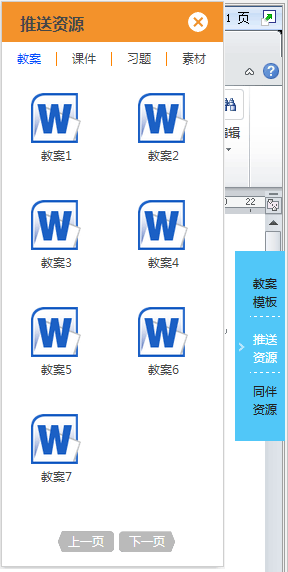 推送资源
1 页
教案 课件 习题 素材
编辑
教案1 教案2
22
教案3 教案4
教案
模板
推送
资源
教案5 教案6
同伴
资源
教案7
上一页 下一页